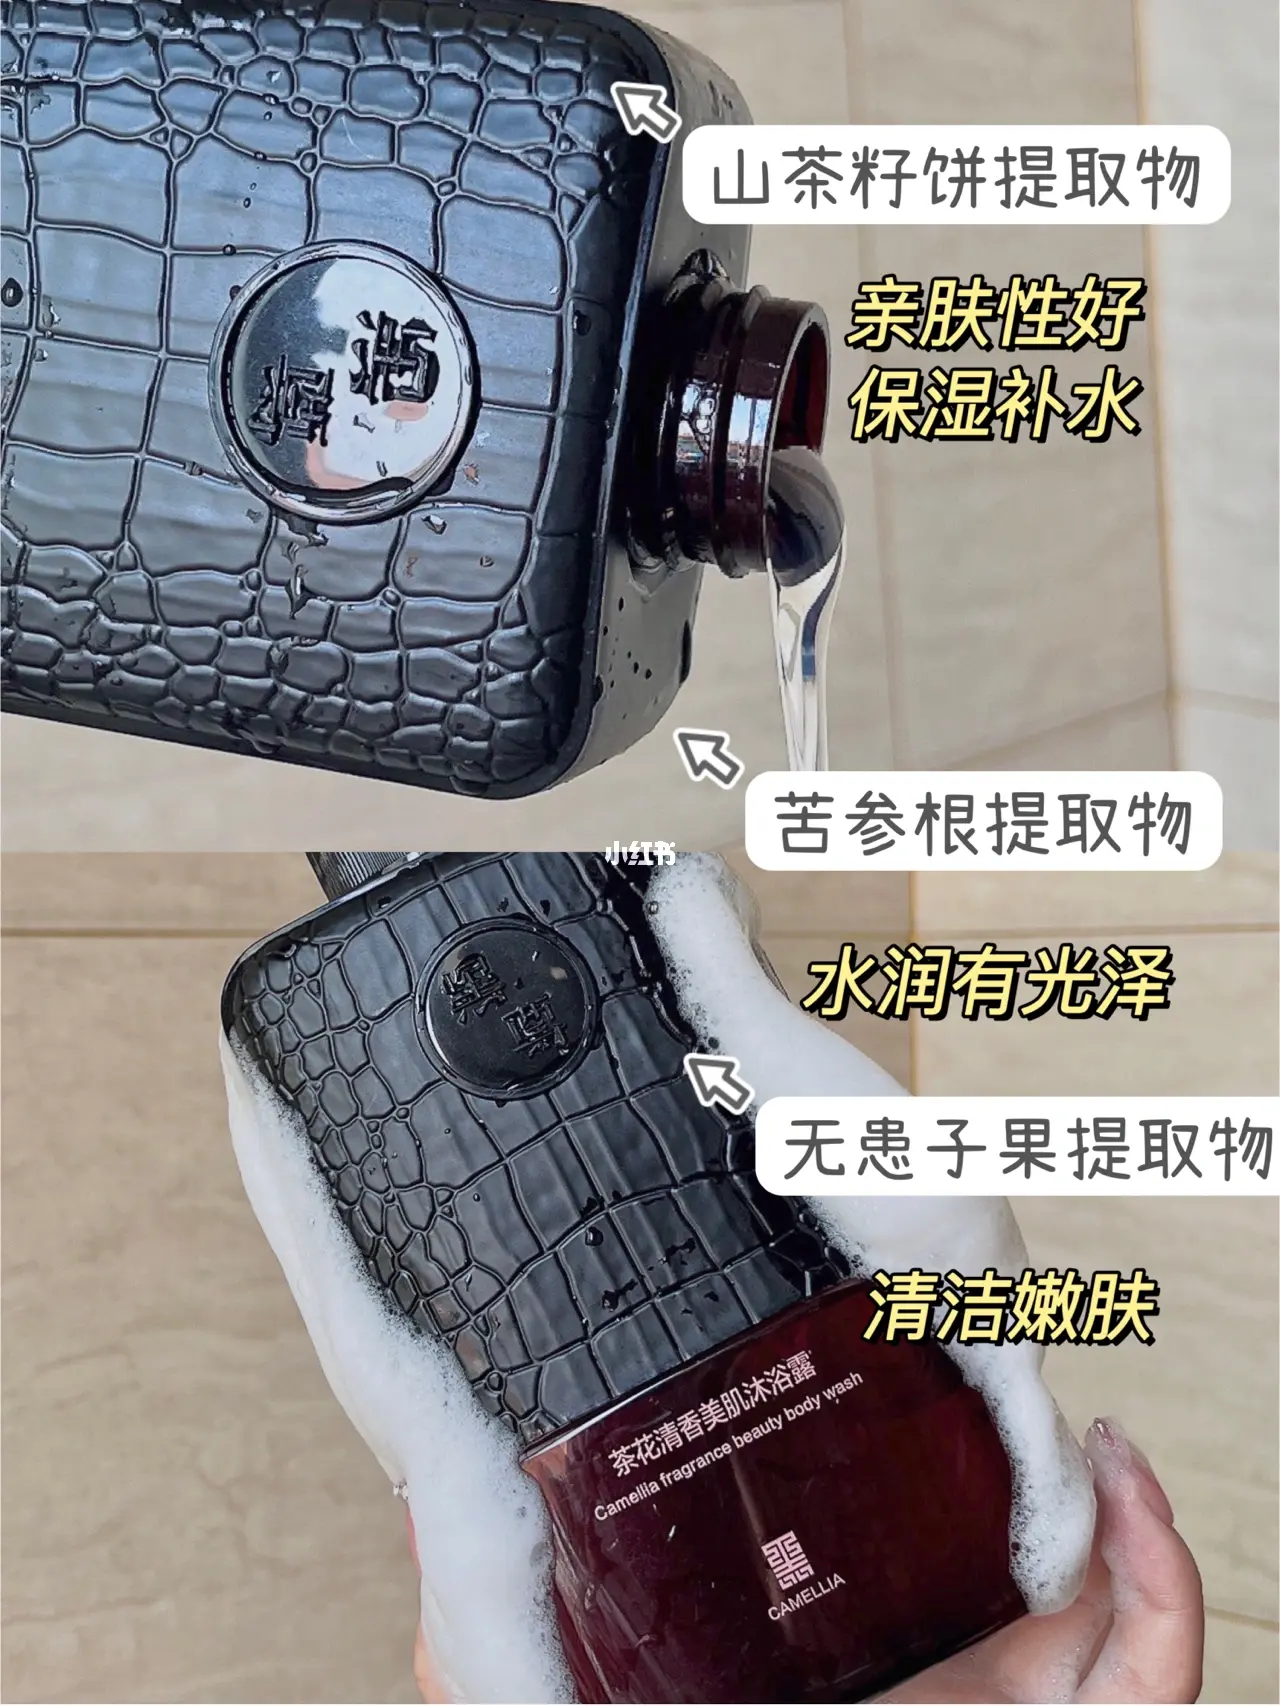 山茶籽饼提取物
亲肤性好
保湿补水
苦参根提取物
小红书
水润有光泽
无患子果提取物
清洁嫩肤
茶花清香美肌沐浴露
Camellia fragrance beauty body wash
CAMELLIA